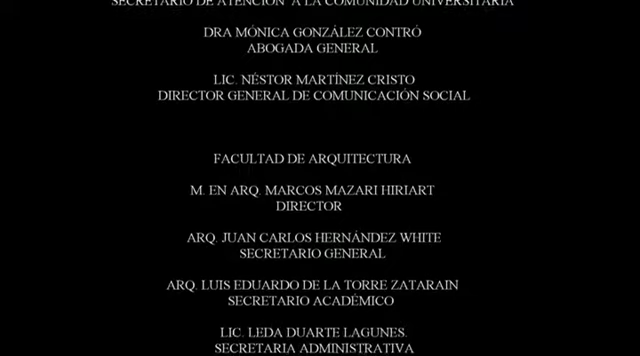 SECRETARIO DE ATENCIÓN A LA COMUNIDAD UNIVERSITARIA
DRA MÓNICA GONZÁLEZ CONTRÓ
ABOGADA GENERAL
LIC. NÉSTOR MARTÍNEZ CRISTO
DIRECTOR GENERAL DE COMUNICACIÓN SOCIAL
FACULTAD DE ARQUITECTURA
M. EN ARQ. MARCOS MAZARI HIRIART
DIRECTOR
ARQ. JUAN CARLOS HERNÁNDEZ WHITE
SECRETARIO GENERAL
ARQ. LUIS EDUARDO DE LA TORRE ZATARAIN
SECRETARIO ACADÉMICO
LIC. LEDA DUARTE LAGUNES.
SECRETARIA ADMINISTRATIVA